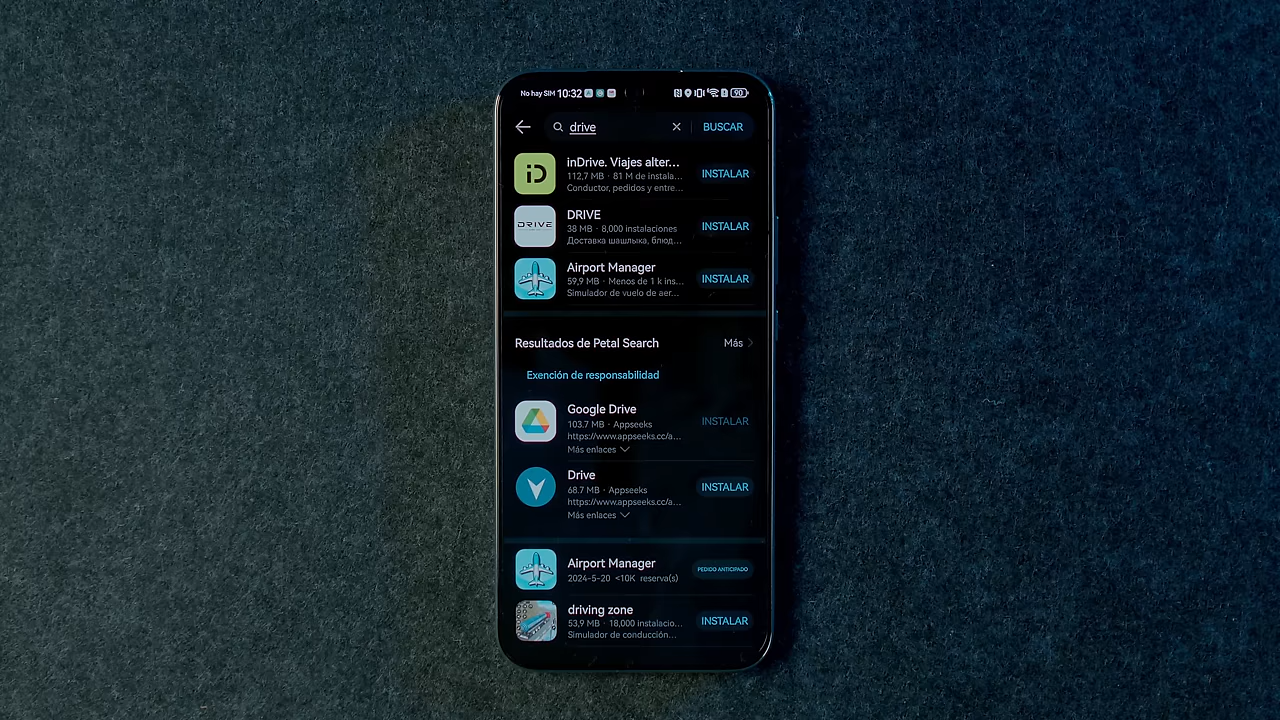 No hay SIM 10:32 90
drive BUSCAR
iD
inDrive. Viajes alter...
112,7 MB · 81 M de instala...
Conductor, pedidos y entre...
INSTALAR
DRIVE
DRIVE
38 MB · 8,000 instalaciones
Доставка шашлыка, блюд...
INSTALAR
Airport Manager
59,9 MB · Menos de 1 k ins...
Simulador de vuelo de aer...
INSTALAR
Resultados de Petal Search Más
Exención de responsabilidad
Google Drive
103.7 MB · Appseeks
https://www.appseeks.cc/a...
Más enlaces
INSTALAR
Drive
68.7 MB · Appseeks
https://www.appseeks.cc/a...
Más enlaces
INSTALAR
Airport Manager
2024-5-20 <10K reserva(s)
PEDIDO ANTICIPADO
driving zone
53,9 MB · 18,000 instalacio...
Simulador de conducción...
INSTALAR